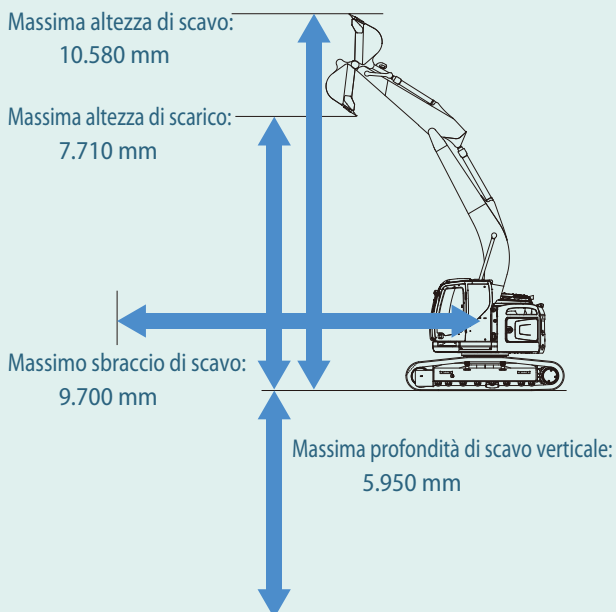 Massima altezza di scavo:
10.580 mm
Massima altezza di scarico:
7.710 mm
Massimo sbraccio di scavo:
9.700 mm
Massima profondità di scavo verticale:
5.950 mm